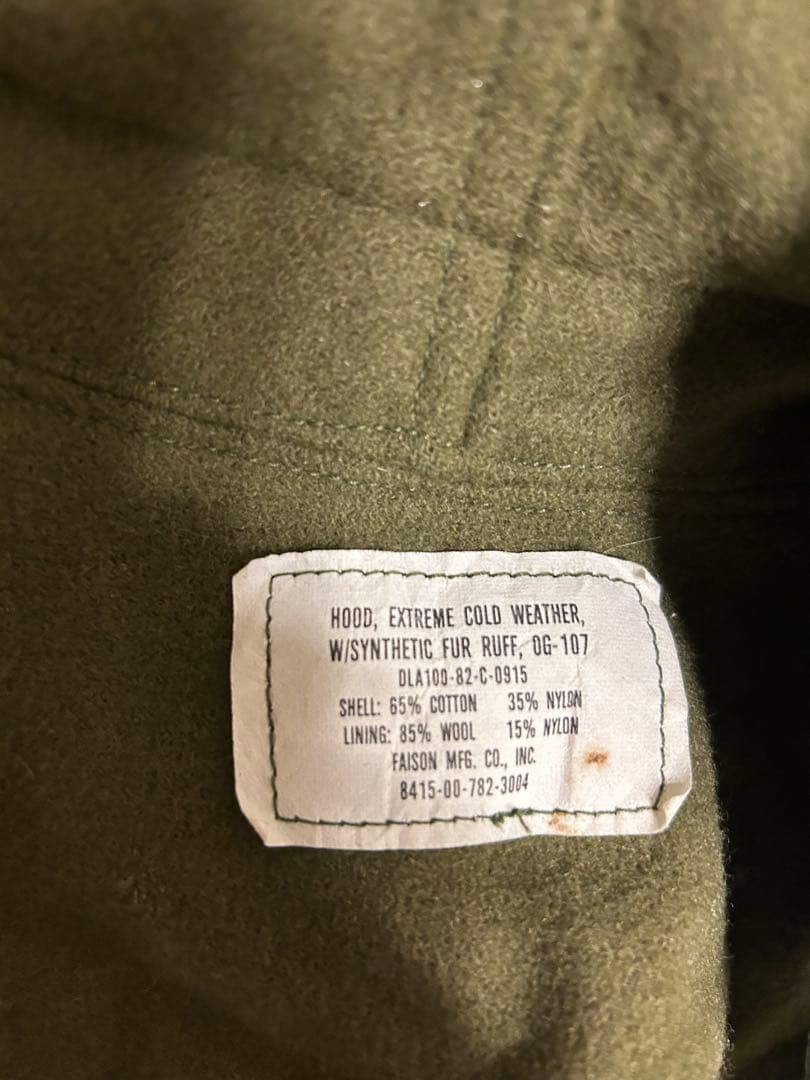 HOOD, EXTREME COLD WEATHER,
W/SYNTHETIC FUR RUFF, OG-107
DLA100-82-C-0915
SHELL: 65% COTTON 35% NYLON
LINING: 85% WOOL 15% NYLON
FAISON MFG. CO., INC.
8415-00-782-3004